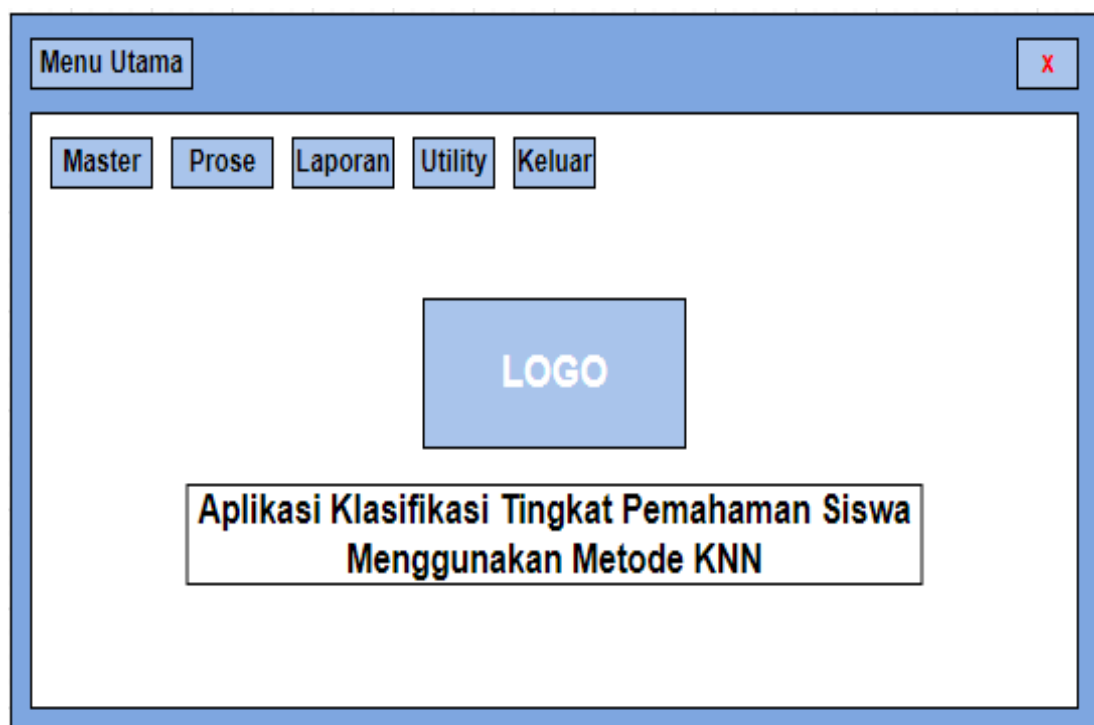 Menu Utama
X
Master Prose Laporan Utility Keluar
LOGO
Aplikasi Klasifikasi Tingkat Pemahaman Siswa
Menggunakan Metode KNN